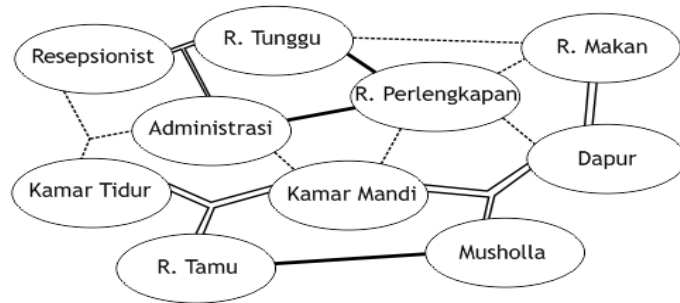 R. Tunggu
R. Makan
Resepsionist
R. Perlengkapan
Administrasi
Dapur
Kamar Tidur
Kamar Mandi
R. Tamu
Musholla